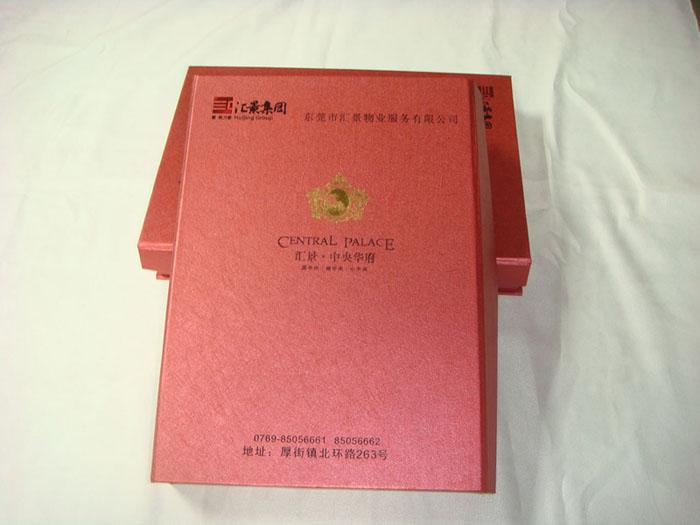 汇景集团
Huijing Group
东莞市汇景物业服务有限公司
CENTRAL PALACE
汇景·中央华府
0769-85056661 85056662
地址：厚街镇北环路263号